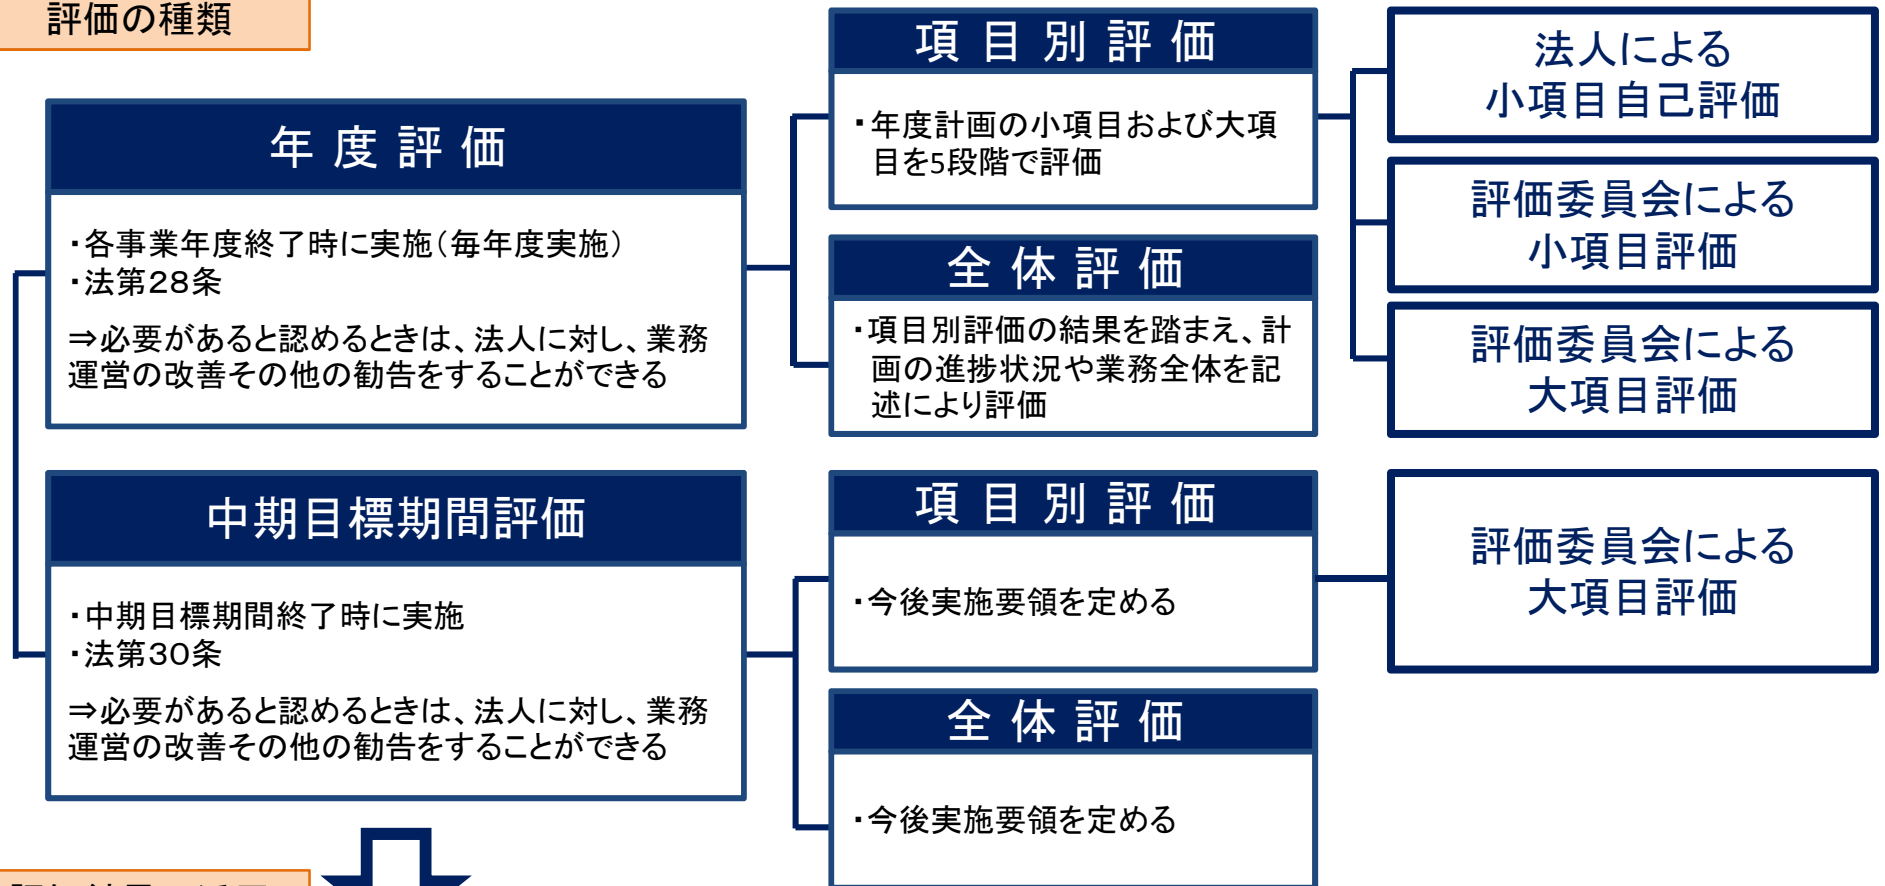 評価の種類
年度評価
・各事業年度終了時に実施（毎年度実施）
・法第28条
⇒必要があると認めるときは、法人に対し、業務
運営の改善その他の勧告をすることができる
項目別評価
・年度計画の小項目および大項
目を5段階で評価
全体評価
・項目別評価の結果を踏まえ、計
画の進捗状況や業務全体を記
述により評価
法人による
小項目自己評価
評価委員会による
小項目評価
評価委員会による
大項目評価
中期目標期間評価
・中期目標期間終了時に実施
・法第30条
⇒必要があると認めるときは、法人に対し、業務
運営の改善その他の勧告をすることができる
項目別評価
・今後実施要領を定める
全体評価
・今後実施要領を定める
評価委員会による
大項目評価